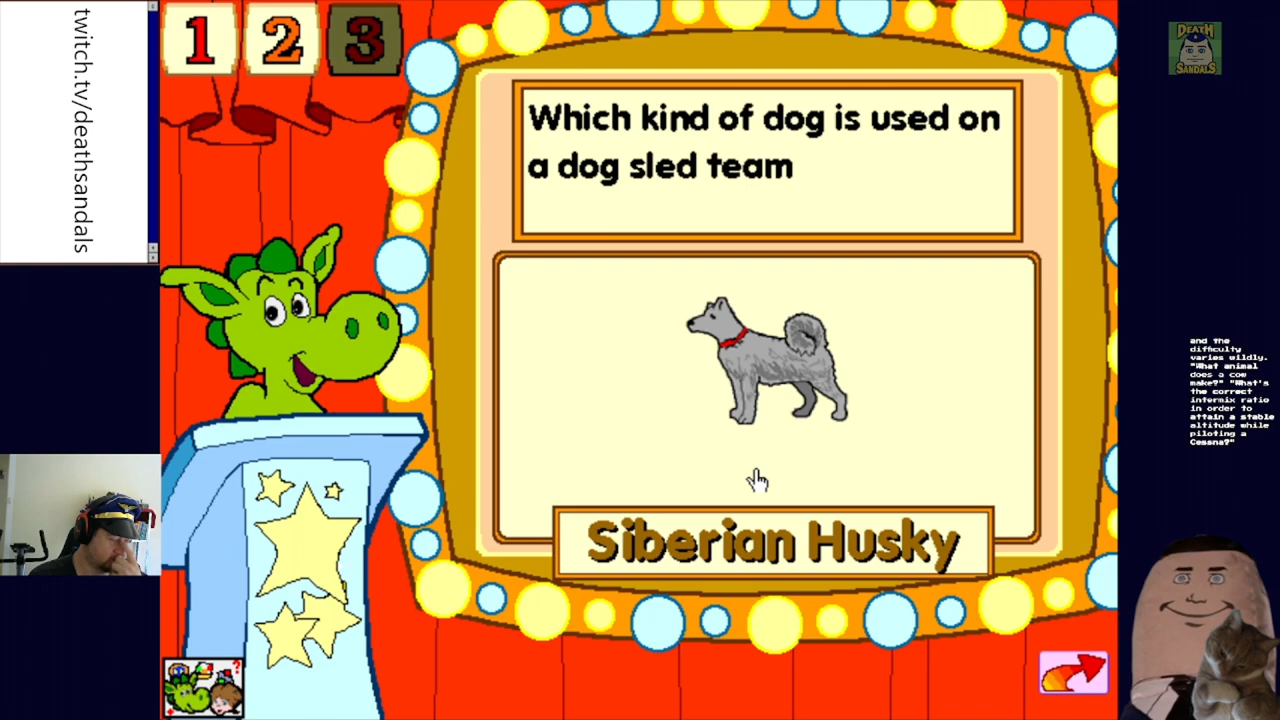 twitch.tv/deathsandals
1 2 3
Which kind of dog is used on
a dog sled team
Siberian Husky
?
DEATH
SANDALS
and the
difficulty
varies wildly.
"What animal
does a cow
make?" "What's
the correct
intermix ratio
in order to
attain a stable
altitude while
piloting a
Cessna?"